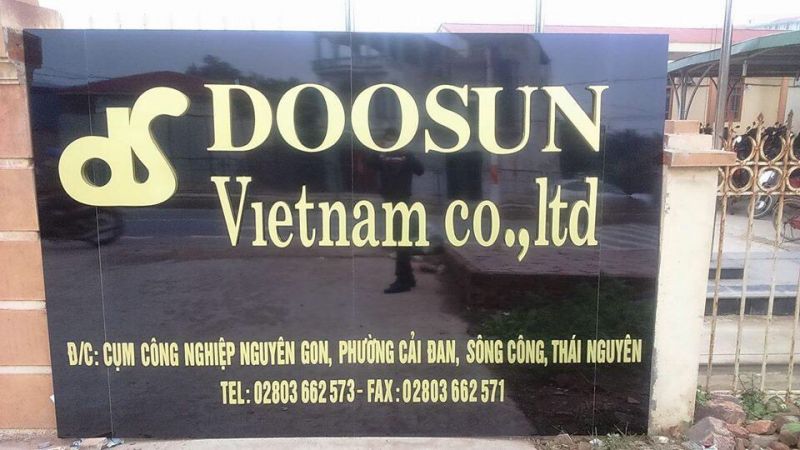 ds DOOSUN
Vietnam co.,ltd
Đ/C: CỤM CÔNG NGHIỆP NGUYÊN GON, PHƯỜNG CẢI ĐAN, SÔNG CÔNG, THÁI NGUYÊN
TEL: 02803 662 573 - FAX: 02803 662 571